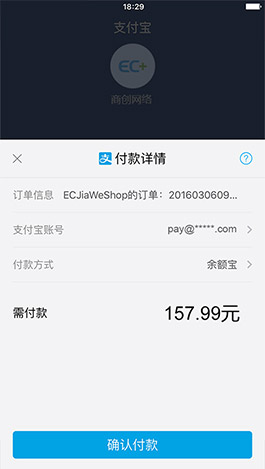 18:29
支付宝
EC+
商创网络
支 付款详情 ?
订单信息 ECJiaWeShop的订单：2016030609...
支付宝账号 pay@*****.com
付款方式 余额宝
需付款 157.99元
确认付款